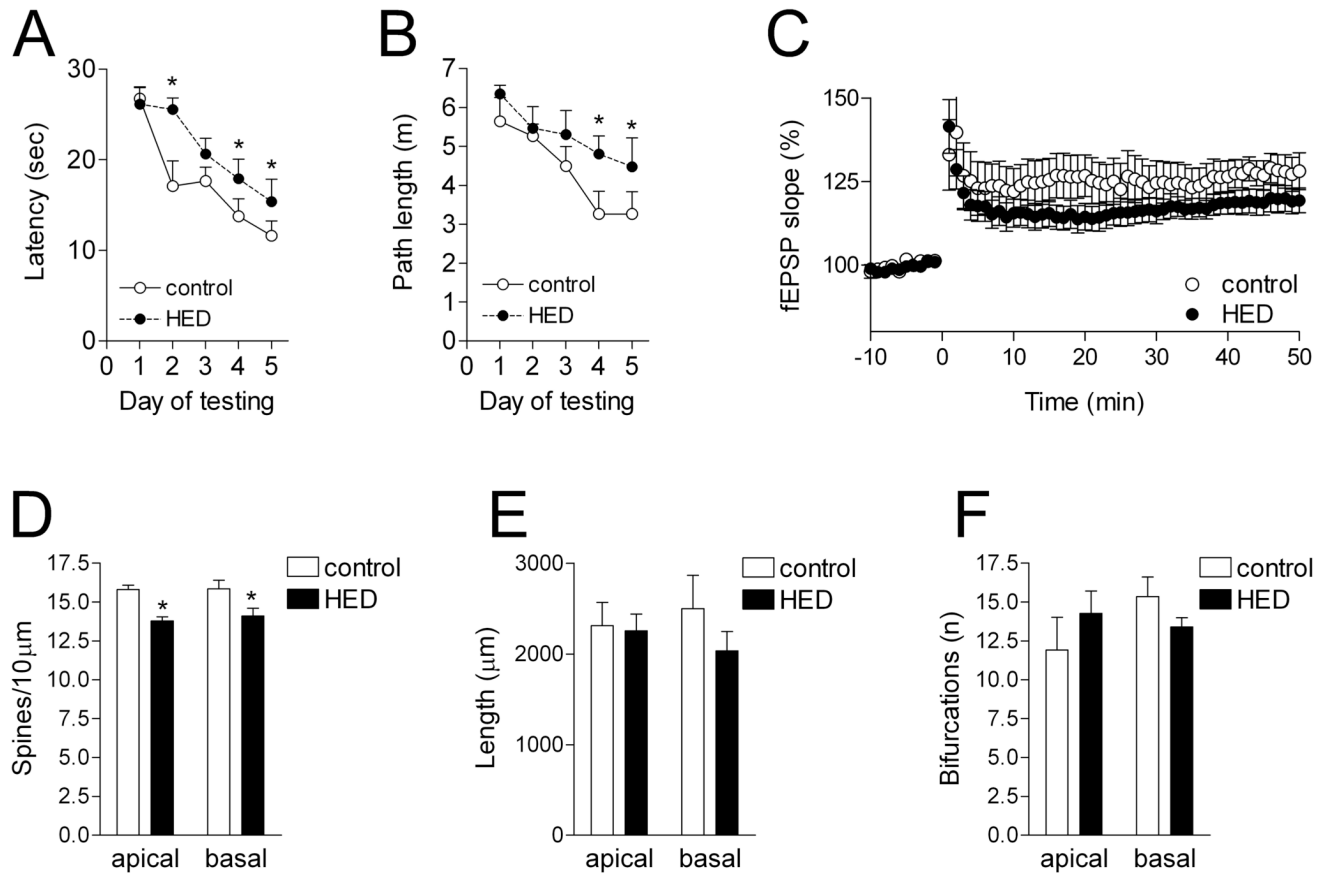 A
Latency (sec)
30
20
10
0
* * *
control
HED
0 1 2 3 4 5
Day of testing
B
Path length (m)
7
6
5
4
3
2
1
0
* *
control
HED
0 1 2 3 4 5
Day of testing
C
fEPSP slope (%)
150
125
100
control
HED
-10 0 10 20 30 40 50
Time (min)
D
Spines/10μm
17.5
15.0
12.5
10.0
7.5
5.0
2.5
0.0
* *
control
HED
apical basal
E
Length (μm)
3000
2000
1000
0
control
HED
apical basal
F
Bifurcations (n)
17.5
15.0
12.5
10.0
7.5
5.0
2.5
0.0
control
HED
apical basal